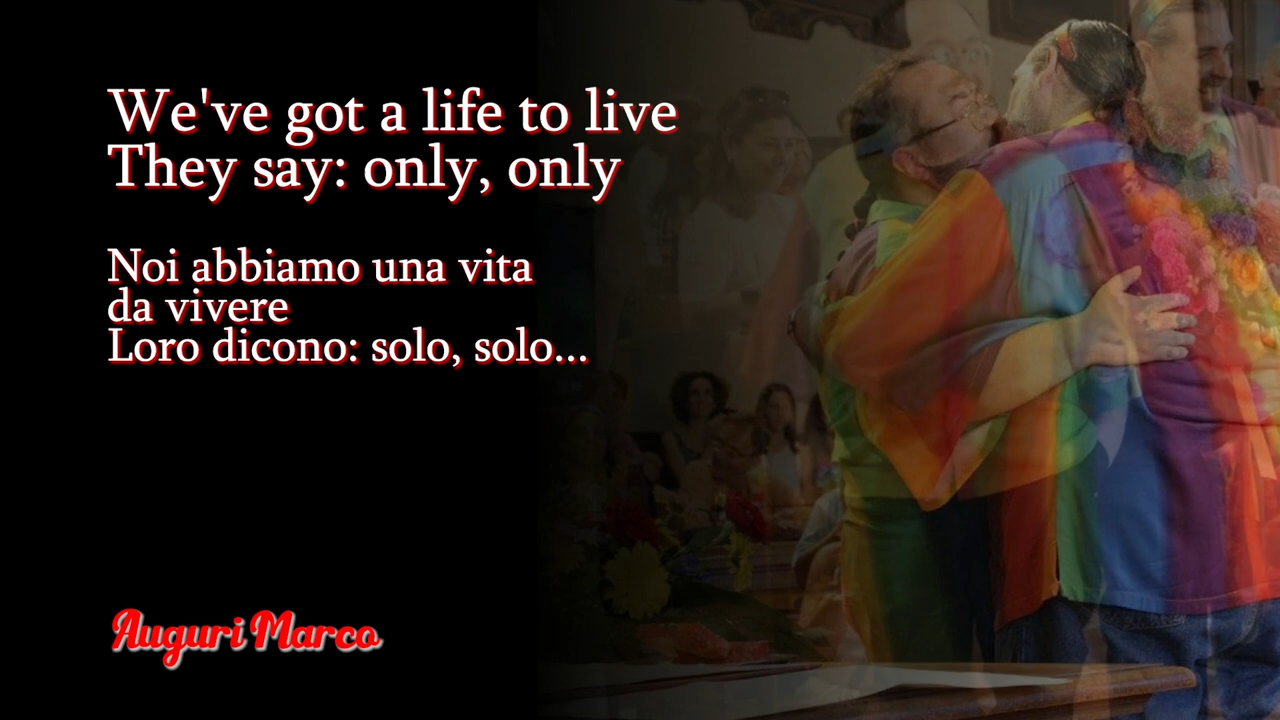 We've got a life to live
They say: only, only
Noi abbiamo una vita
da vivere
Loro dicono: solo, solo...
Auguri Marco